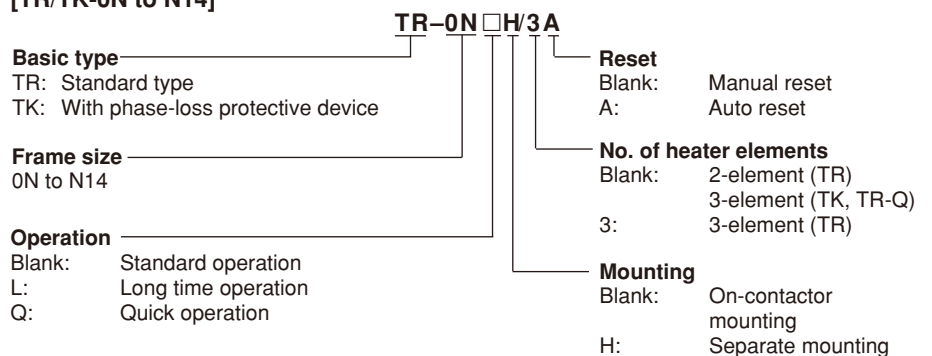 [TR/TK-0N to N14]
TR–0N □ H/3 A
Basic type
TR: Standard type
TK: With phase-loss protective device
Frame size
0N to N14
Operation
Blank: Standard operation
L: Long time operation
Q: Quick operation
Reset
Blank: Manual reset
A: Auto reset
No. of heater elements
Blank: 2-element (TR)
3-element (TK, TR-Q)
3: 3-element (TR)
Mounting
Blank: On-contactor
mounting
H: Separate mounting